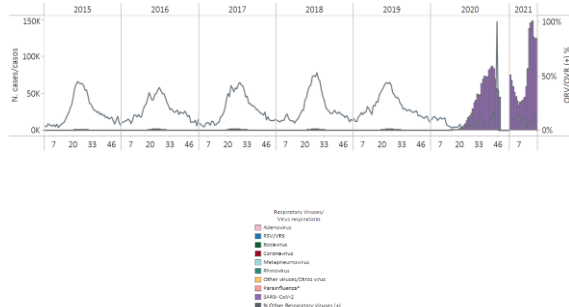 2015 2016 2017 2018 2019 2020 2021
150K 100%
100K
50K 50%
0K 0%
N. cases/casos
% (+) RSV/ORV
7 20 33 46 7 20 33 46 7 20 33 46 7 20 33 46 7 20 33 46 7 20 33 46 7
Respiratory Viruses/
Virus respiratorio
Adenovirus
RSV/VRS
Bocavirus
Coronavirus
Metapneumovirus
Rhinovirus
Other viruses/Otros virus
Parainfluenza*
SARS- CoV-2
% Other Respiratory Viruses (+)